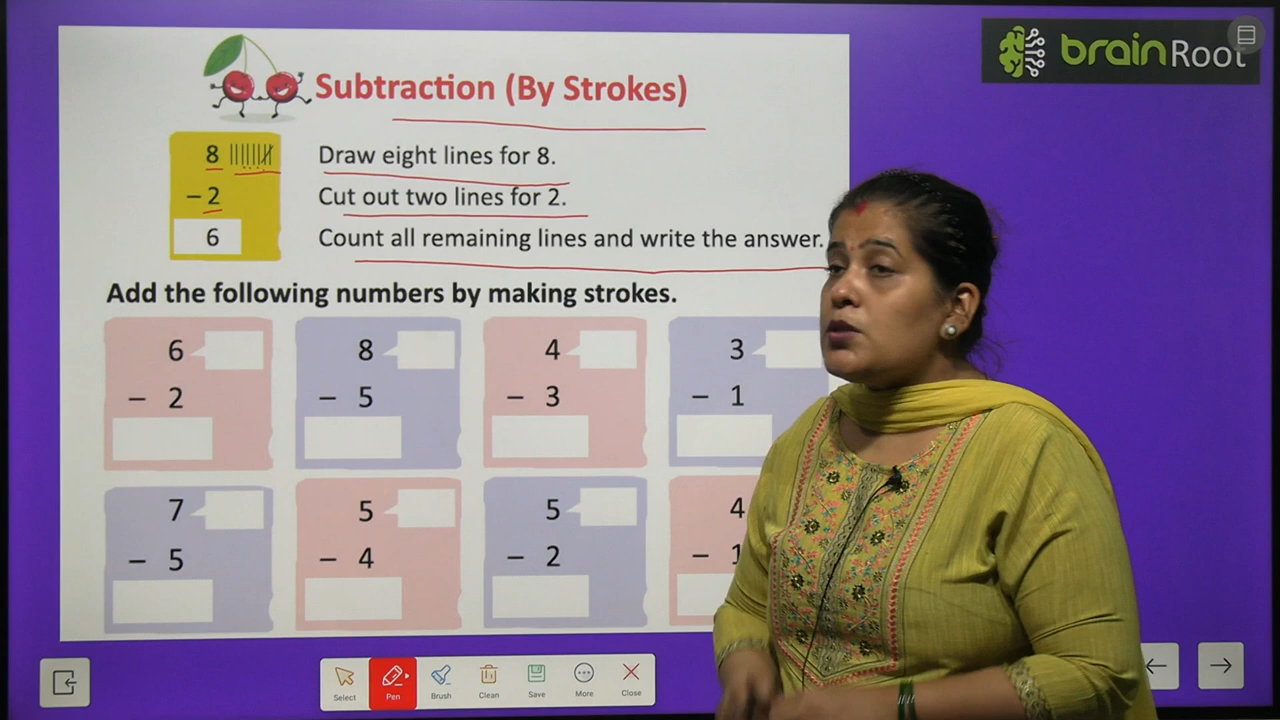 brainRoot
Subtraction (By Strokes)
8
Draw eight lines for 8.
– 2
Cut out two lines for 2.
6
Count all remaining lines and write the answer.
Add the following numbers by making strokes.
6 8 4 3
– 2 – 5 – 3 – 1
7 5 5 4
– 5 – 4 – 2 – 1
Select Pen Brush Clean Save More Close